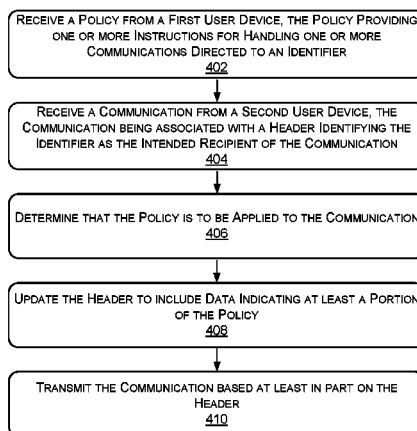 RECEIVE A POLICY FROM A FIRST USER DEVICE, THE POLICY PROVIDING
ONE OR MORE INSTRUCTIONS FOR HANDLING ONE OR MORE
COMMUNICATIONS DIRECTED TO AN IDENTIFIER
402
RECEIVE A COMMUNICATION FROM A SECOND USER DEVICE, THE
COMMUNICATION BEING ASSOCIATED WITH A HEADER IDENTIFYING THE
IDENTIFIER AS THE INTENDED RECIPIENT OF THE COMMUNICATION
404
DETERMINE THAT THE POLICY IS TO BE APPLIED TO THE COMMUNICATION
406
UPDATE THE HEADER TO INCLUDE DATA INDICATING AT LEAST A PORTION
OF THE POLICY
408
TRANSMIT THE COMMUNICATION BASED AT LEAST IN PART ON THE
HEADER
410